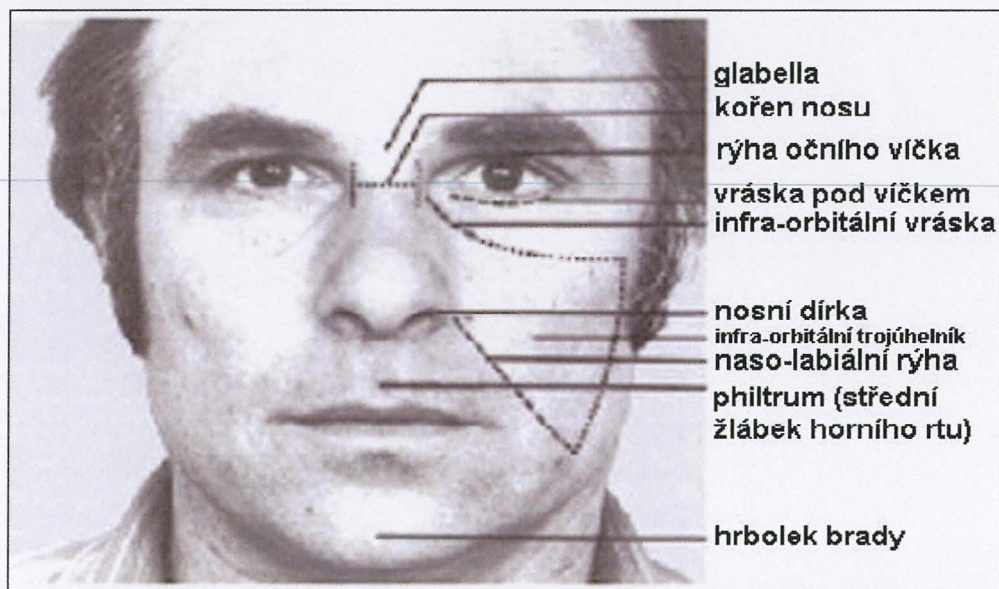 glabella
kořen nosu
rýha očního víčka
vráska pod víčkem
infra-orbitální vráska
nosní dírka
infra-orbitální trojúhelník
naso-labiální rýha
philtrum (střední
žlábek horního rtu)
hrbolek brady